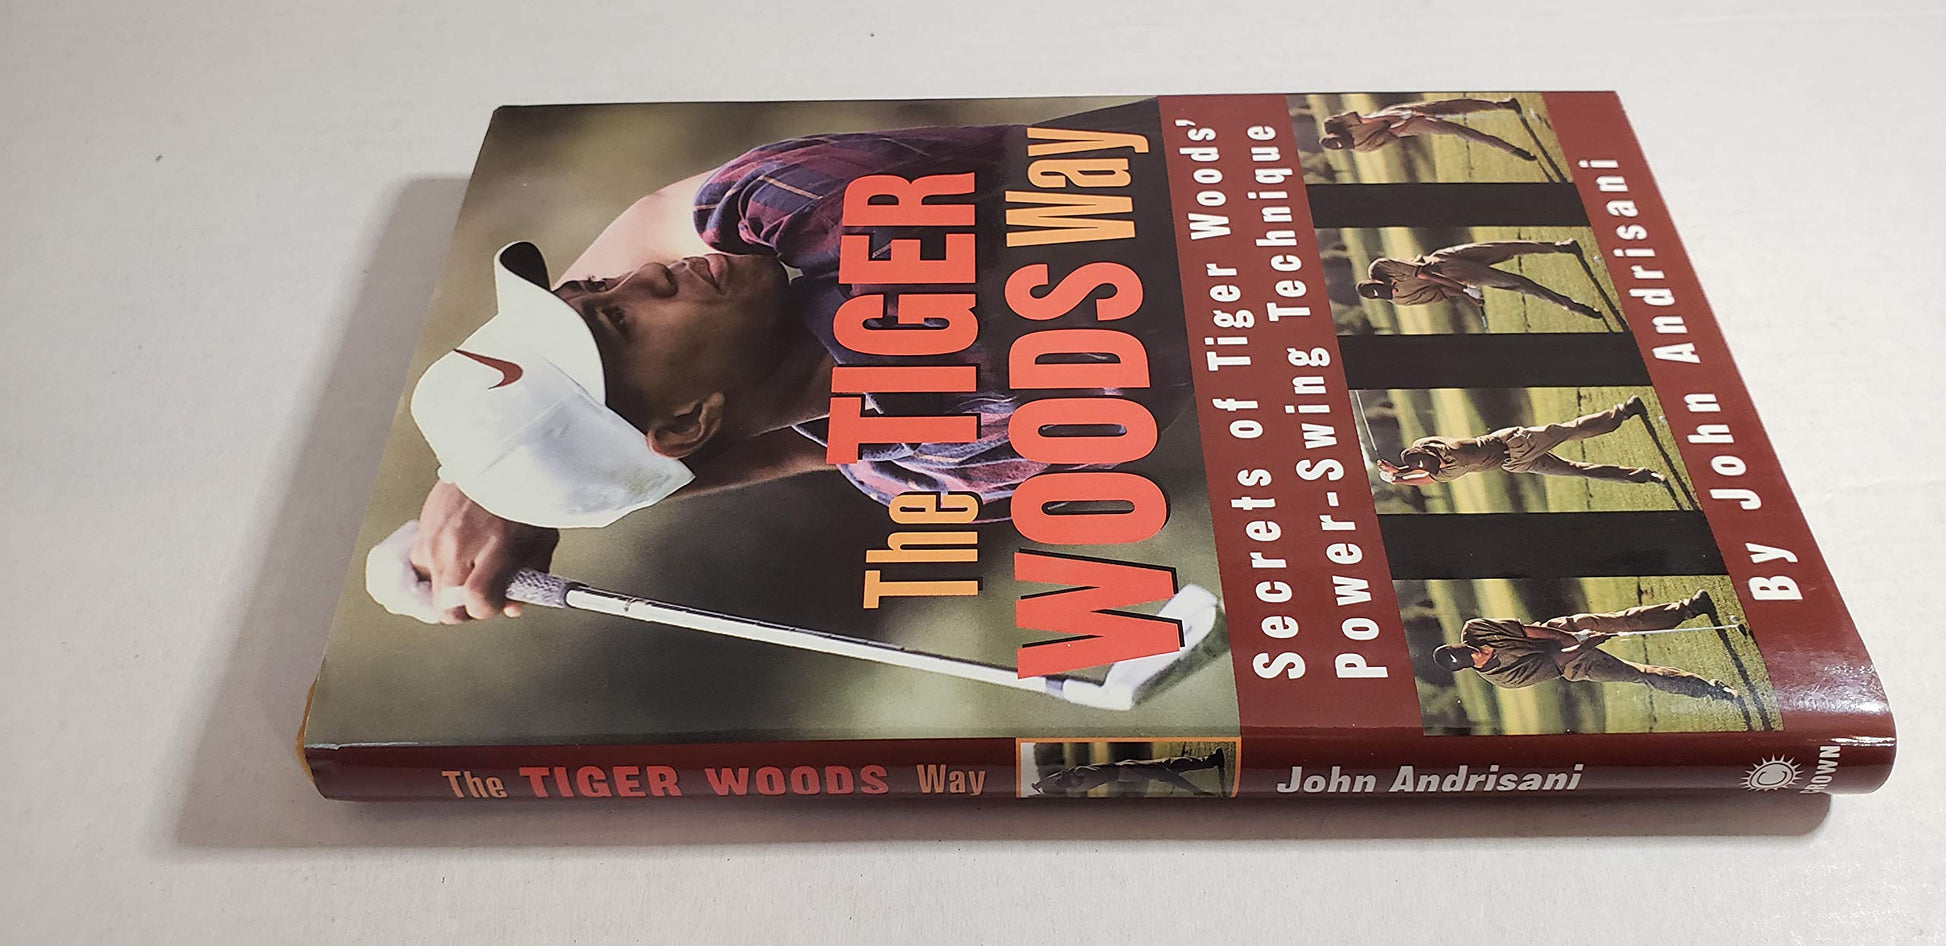 The TIGER
WOODS Way
Secrets of Tiger Woods'
Power-Swing Technique
By John Andrisani
The TIGER WOODS Way
John Andrisani
CROWN